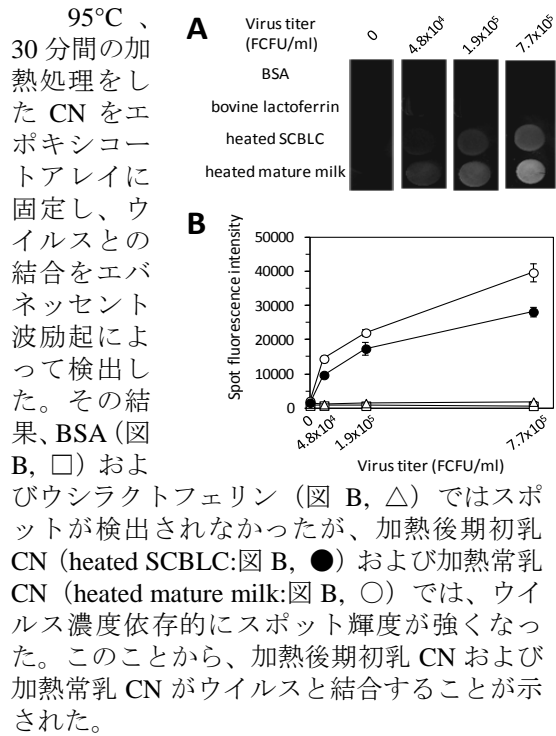 95°C 、
30 分間の加
熱処理をし
た CN をエ
ポキシコー
トアレイに
固定し、ウ
イルスとの
結合をエバ
ネッセント
波励起によ
って検出し
た。その結
果、BSA（図
B, □）およ
びウシラクトフェリン（図 B, △）ではスポ
ットが検出されなかったが、加熱後期初乳
CN（heated SCBLC:図 B, ●）および加熱常乳
CN（heated mature milk:図 B, ○）では、ウイ
ルス濃度依存的にスポット輝度が強くなっ
た。このことから、加熱後期初乳 CN および
加熱常乳 CN がウイルスと結合することが示
された。
A
Virus titer
(FCFU/ml)
0
4.8x10⁴
1.9x10⁵
7.7x10⁵
BSA
bovine lactoferrin
heated SCBLC
heated mature milk
B
Spot fluorescence intensity
50000
40000
30000
20000
10000
0
0
4.8x10⁴
1.9x10⁵
7.7x10⁵
Virus titer (FCFU/ml)